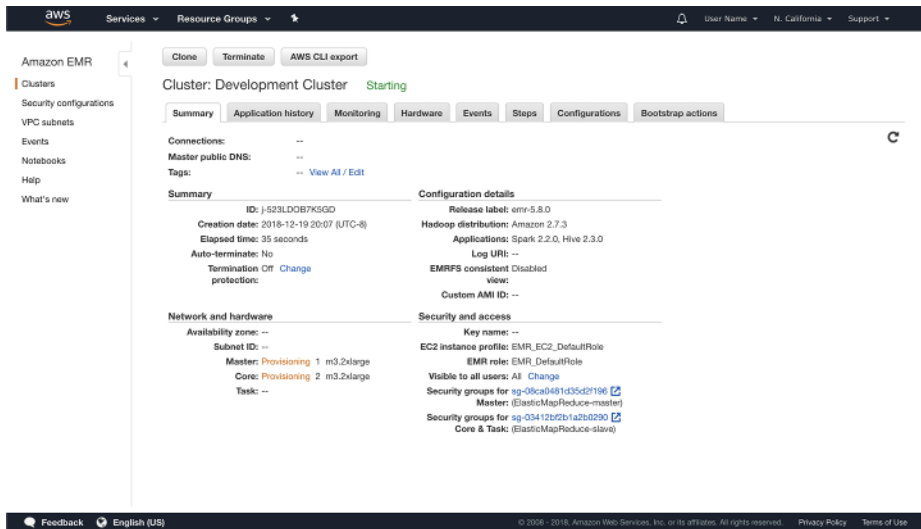 aws Services Resource Groups User Name N. California Support
Amazon EMR
Clusters
Security configurations
VPC subnets
Events
Notebooks
Help
What's new
Clone Terminate AWS CLI export
Cluster: Development Cluster Starting
Summary Application history Monitoring Hardware Events Steps Configurations Bootstrap actions
Connections: --
Master public DNS: --
Tags: -- View All / Edit
Summary
ID: j-523LDOB7K5GD
Creation date: 2018-12-19 20:07 (UTC-8)
Elapsed time: 35 seconds
Auto-terminate: No
Termination Off Change
protection:
Configuration details
Release label: emr-5.8.0
Hadoop distribution: Amazon 2.7.3
Applications: Spark 2.2.0, Hive 2.3.0
Log URI: --
EMRFS consistent Disabled
view:
Custom AMI ID: --
Network and hardware
Availability zone: --
Subnet ID: --
Master: Provisioning 1 m3.2xlarge
Core: Provisioning 2 m3.2xlarge
Task: --
Security and access
Key name: --
EC2 instance profile: EMR_EC2_DefaultRole
EMR role: EMR_DefaultRole
Visible to all users: All Change
Security groups for sg-08ca0481d35d2f196
Master: (ElasticMapReduce-master)
Security groups for sg-03412bf2b1a2b0290
Core & Task: (ElasticMapReduce-slave)
Feedback English (US) © 2008 - 2018, Amazon Web Services, Inc. or its affiliates. All rights reserved. Privacy Policy Terms of Use